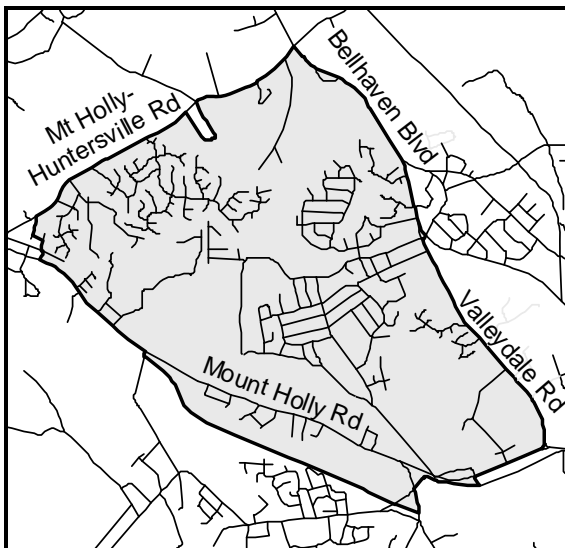 Mt Holly-
Huntersville Rd
Bellhaven Blvd
Valleydale Rd
Mount Holly Rd